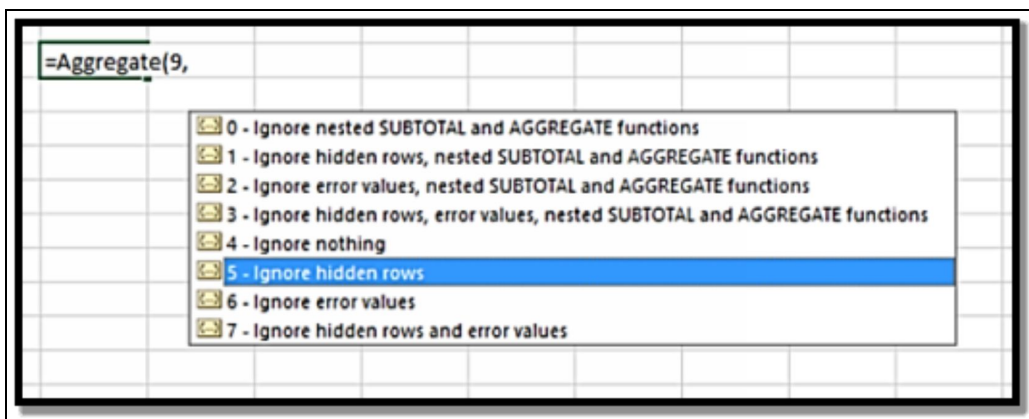 =Aggregate(9,
0 - Ignore nested SUBTOTAL and AGGREGATE functions
1 - Ignore hidden rows, nested SUBTOTAL and AGGREGATE functions
2 - Ignore error values, nested SUBTOTAL and AGGREGATE functions
3 - Ignore hidden rows, error values, nested SUBTOTAL and AGGREGATE functions
4 - Ignore nothing
5 - Ignore hidden rows
6 - Ignore error values
7 - Ignore hidden rows and error values